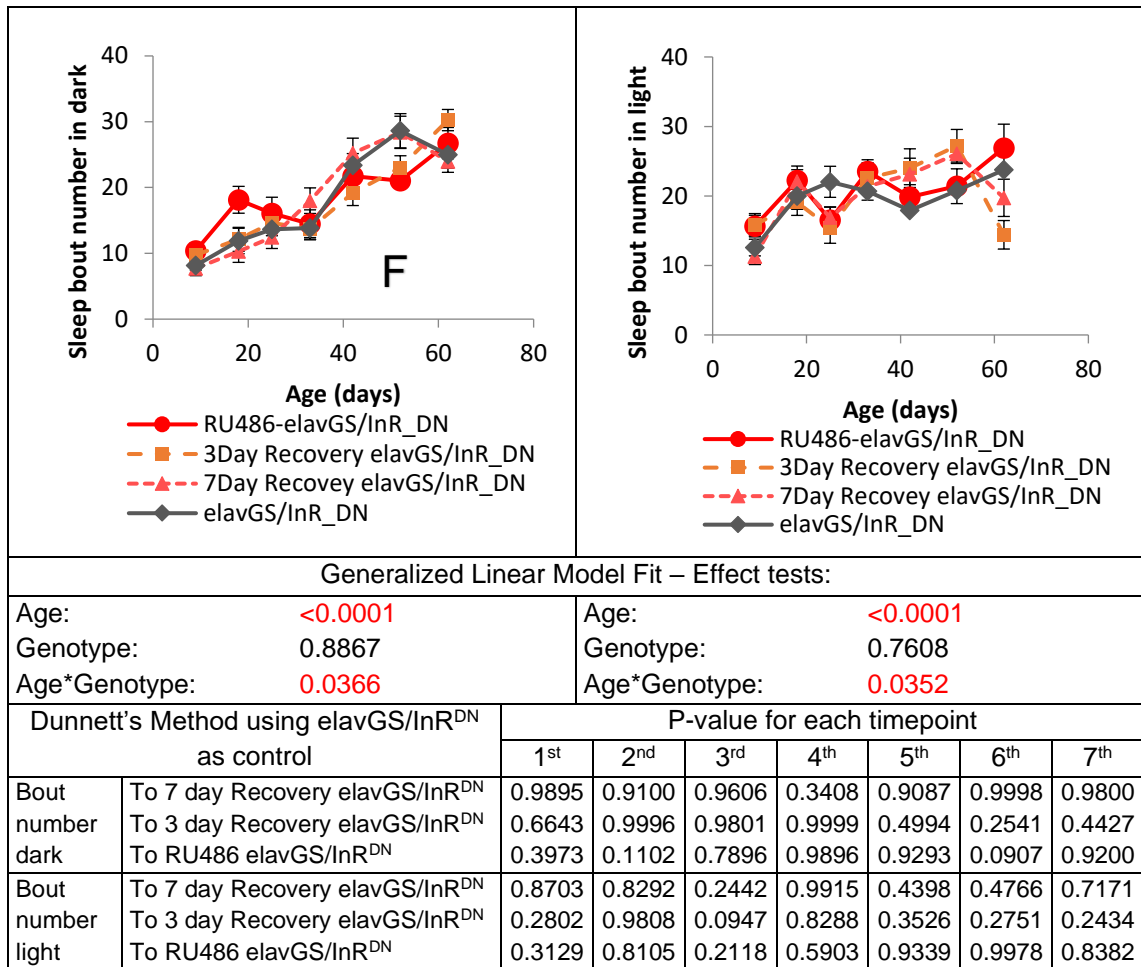 Sleep bout number in dark
40
30
20
10
0
0 20 40 60 80
F
Age (days)
RU486-elavGS/InR_DN
3Day Recovery elavGS/InR_DN
7Day Recovey elavGS/InR_DN
elavGS/InR_DN
Sleep bout number in light
40
30
20
10
0
0 20 40 60 80
Age (days)
RU486-elavGS/InR_DN
3Day Recovery elavGS/InR_DN
7Day Recovey elavGS/InR_DN
elavGS/InR_DN
Generalized Linear Model Fit – Effect tests:
Age: <0.0001 Age: <0.0001
Genotype: 0.8867 Genotype: 0.7608
Age*Genotype: 0.0366 Age*Genotype: 0.0352
Dunnett's Method using elavGS/InRDN as control
P-value for each timepoint
1st 2nd 3rd 4th 5th 6th 7th
Bout number dark
To 7 day Recovery elavGS/InRDN 0.9895 0.9100 0.9606 0.3408 0.9087 0.9998 0.9800
To 3 day Recovery elavGS/InRDN 0.6643 0.9996 0.9801 0.9999 0.4994 0.2541 0.4427
To RU486 elavGS/InRDN 0.3973 0.1102 0.7896 0.9896 0.9293 0.0907 0.9200
Bout number light
To 7 day Recovery elavGS/InRDN 0.8703 0.8292 0.2442 0.9915 0.4398 0.4766 0.7171
To 3 day Recovery elavGS/InRDN 0.2802 0.9808 0.0947 0.8288 0.3526 0.2751 0.2434
To RU486 elavGS/InRDN 0.3129 0.8105 0.2118 0.5903 0.9339 0.9978 0.8382